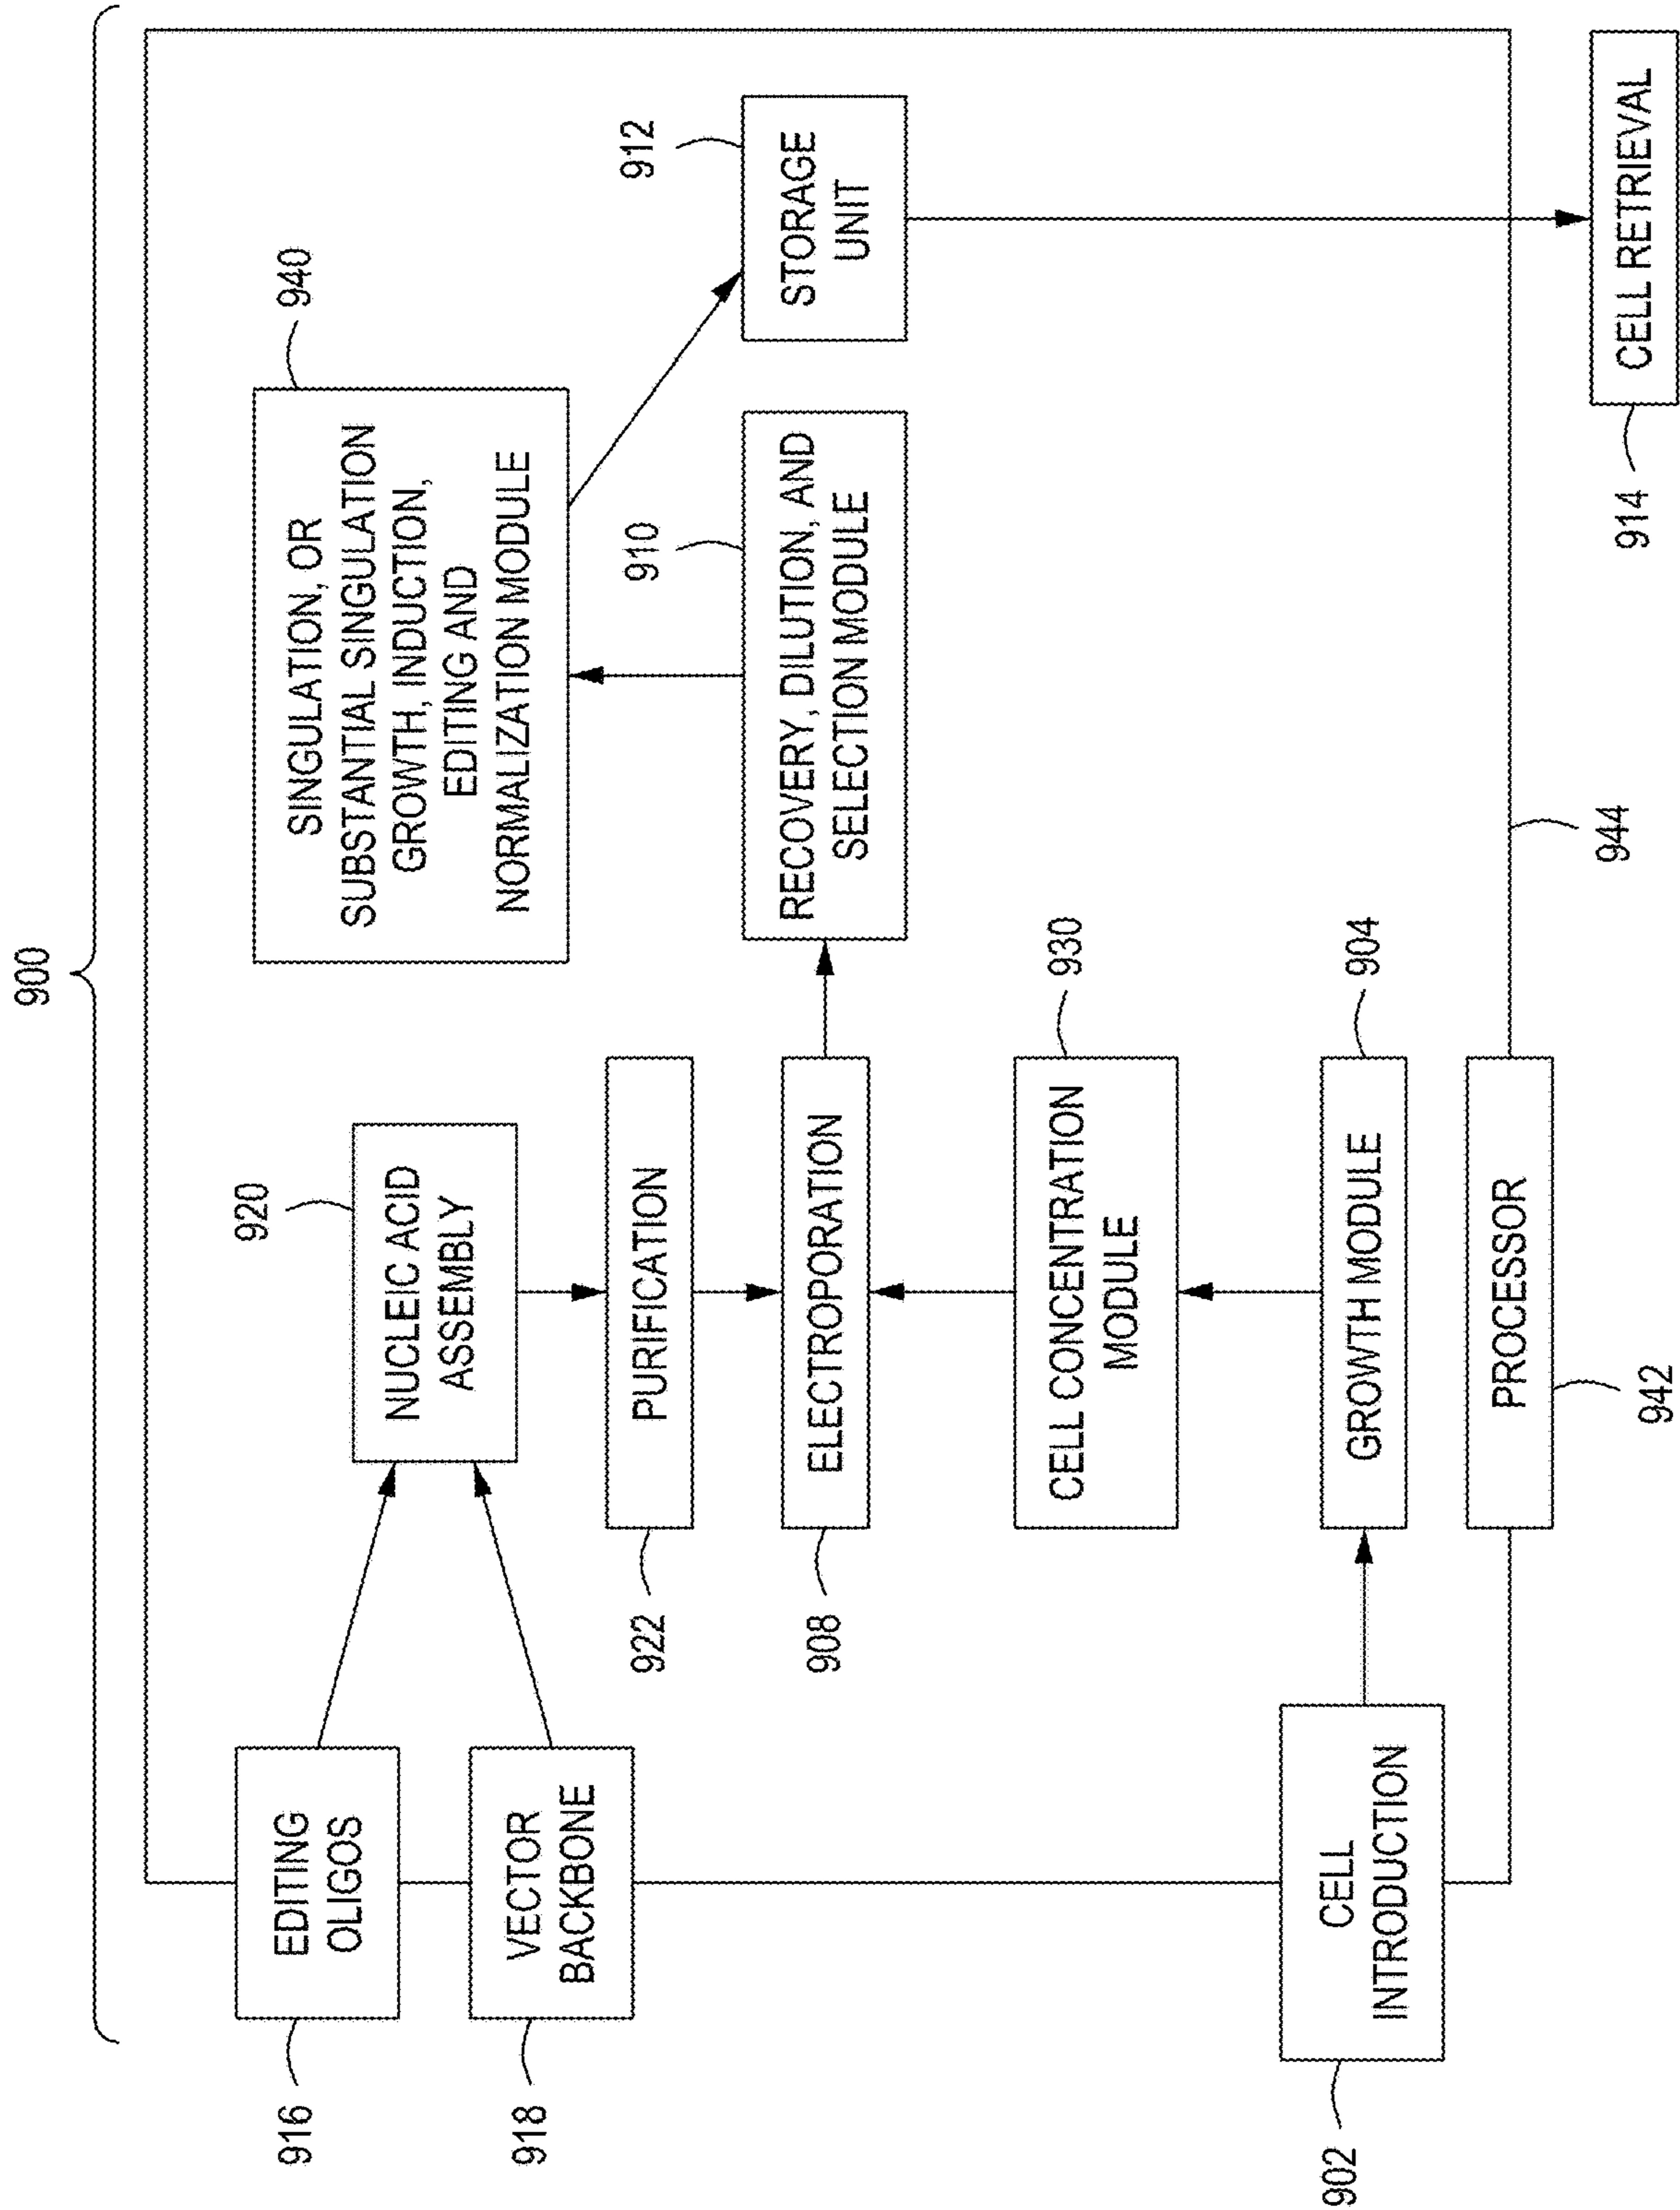 900
916
EDITING
OLIGOS
918
VECTOR
BACKBONE
920
NUCLEIC ACID
ASSEMBLY
922
PURIFICATION
908
ELECTROPORATION
CELL CONCENTRATION
MODULE
930
GROWTH MODULE
904
902
CELL
INTRODUCTION
PROCESSOR
942
944
940
SINGULATION, OR
SUBSTANTIAL SINGULATION
GROWTH, INDUCTION,
EDITING AND
NORMALIZATION MODULE
910
RECOVERY, DILUTION, AND
SELECTION MODULE
912
STORAGE
UNIT
914
CELL RETRIEVAL